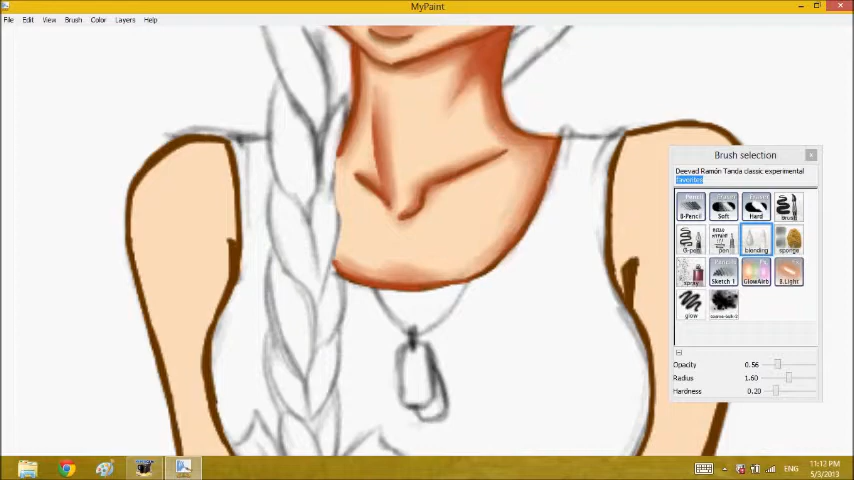 MyPaint
File Edit View Brush Color Layers Help
Brush selection
Deevad Ramón Tanda classic experimental
favorites
B-Pencil Soft Hard Brush
G-pen pen blending sponge
spray Sketch 1 GlowAirb B.Light
glow
Opacity 0.56
Radius 1.60
Hardness 0.20
ENG
11:12 PM
5/3/2013